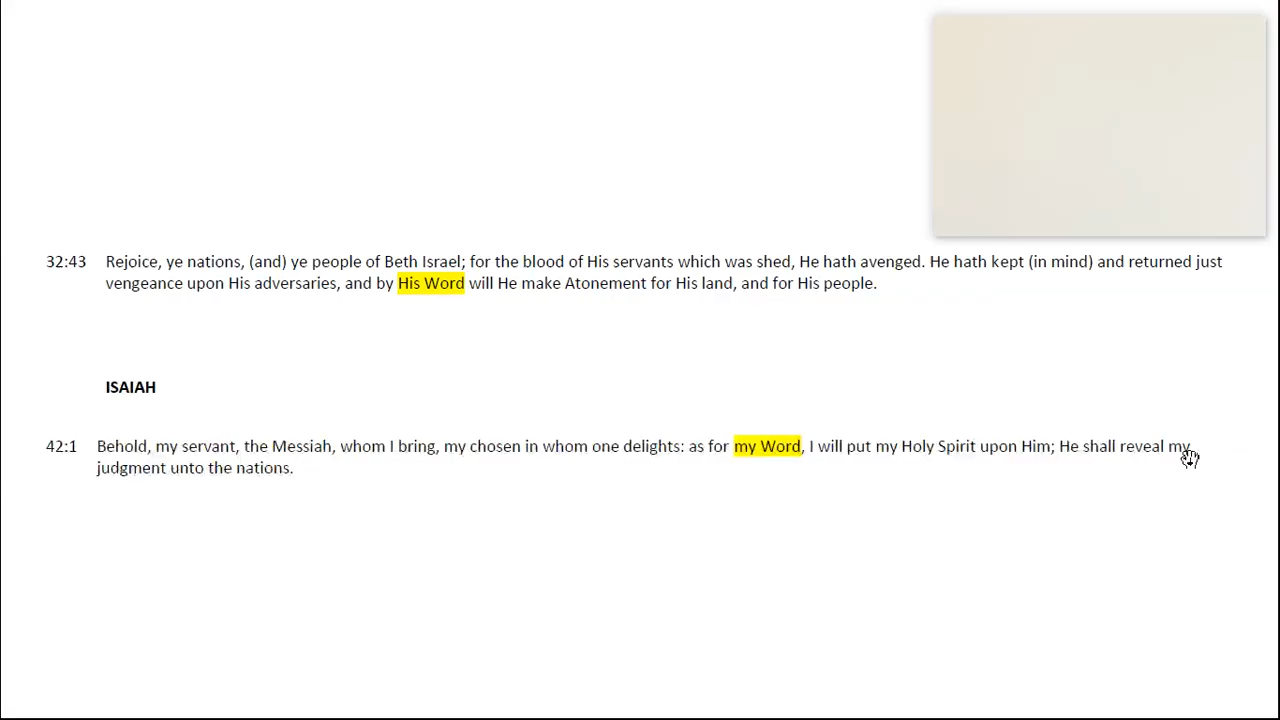 32:43 Rejoice, ye nations, (and) ye people of Beth Israel; for the blood of His servants which was shed, He hath avenged. He hath kept (in mind) and returned just
vengeance upon His adversaries, and by His Word will He make Atonement for His land, and for His people.
ISAIAH
42:1 Behold, my servant, the Messiah, whom I bring, my chosen in whom one delights: as for my Word, I will put my Holy Spirit upon Him; He shall reveal my
judgment unto the nations.